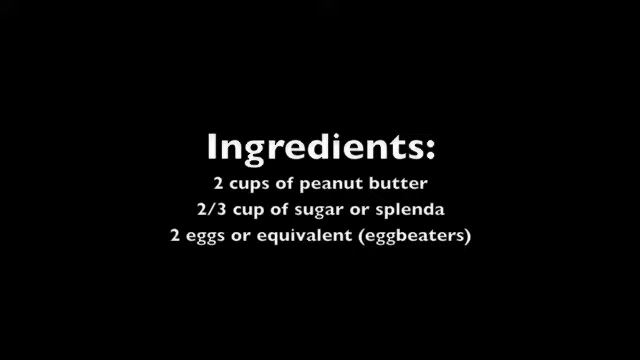 Ingredients:
2 cups of peanut butter
2/3 cup of sugar or splenda
2 eggs or equivalent (eggbeaters)